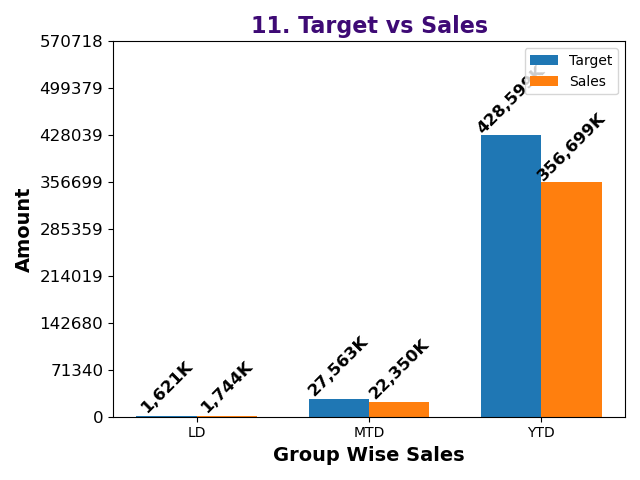 11. Target vs Sales
570718
499379
428039
356699
285359
214019
142680
71340
0
Amount
Target
Sales
1,621K
1,744K
27,563K
22,350K
356,699K
LD
MTD
YTD
Group Wise Sales